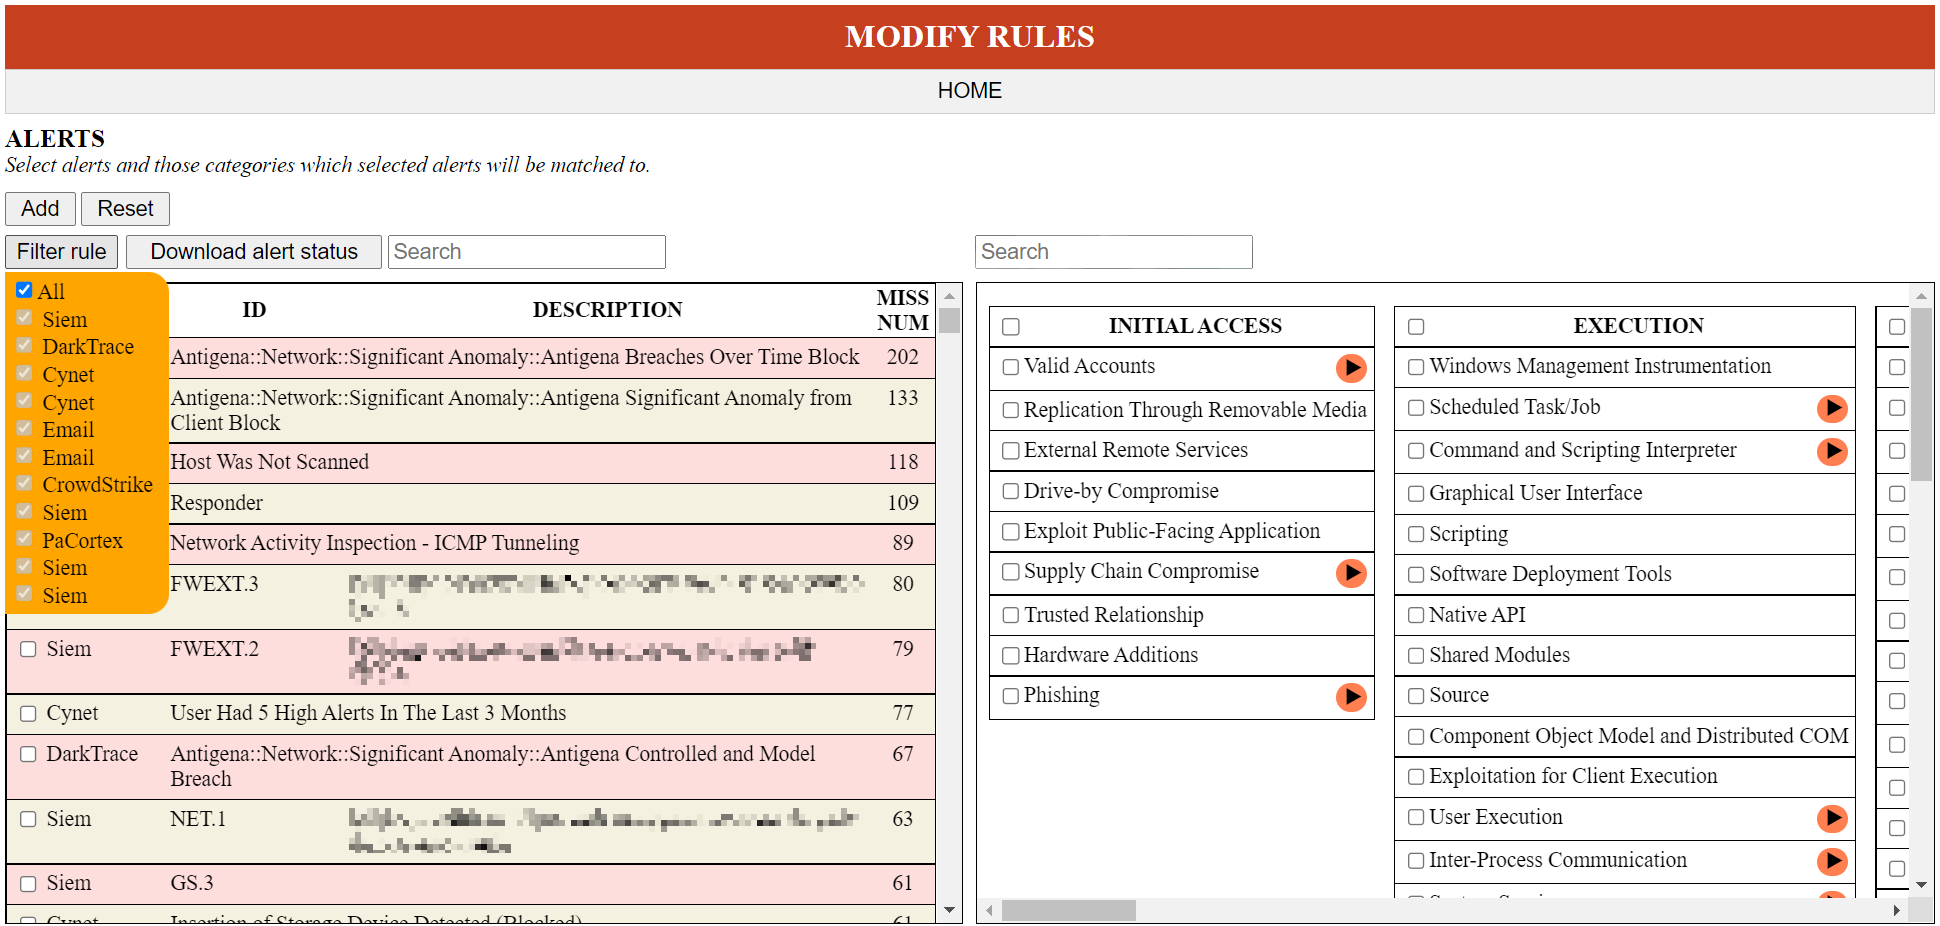 MODIFY RULES
HOME
ALERTS
Select alerts and those categories which selected alerts will be matched to.
Add Reset
Filter rule Download alert status Search
All
Siem
DarkTrace
Cynet
Cynet
Email
Email
CrowdStrike
Siem
PaCortex
Siem
Siem
ID DESCRIPTION MISS NUM
Antigena::Network::Significant Anomaly::Antigena Breaches Over Time Block 202
Antigena::Network::Significant Anomaly::Antigena Significant Anomaly from 133
Client Block
Host Was Not Scanned 118
Responder 109
Network Activity Inspection - ICMP Tunneling 89
FWEXT.3 80
Siem FWEXT.2 79
Cynet User Had 5 High Alerts In The Last 3 Months 77
DarkTrace Antigena::Network::Significant Anomaly::Antigena Controlled and Model 67
Breach
Siem NET.1 63
Siem GS.3 61
Cynet Insertion of Storage Device Detected (Blocked) 61
Search
INITIAL ACCESS
Valid Accounts
Replication Through Removable Media
External Remote Services
Drive-by Compromise
Exploit Public-Facing Application
Supply Chain Compromise
Trusted Relationship
Hardware Additions
Phishing
EXECUTION
Windows Management Instrumentation
Scheduled Task/Job
Command and Scripting Interpreter
Graphical User Interface
Scripting
Software Deployment Tools
Native API
Shared Modules
Source
Component Object Model and Distributed COM
Exploitation for Client Execution
User Execution
Inter-Process Communication